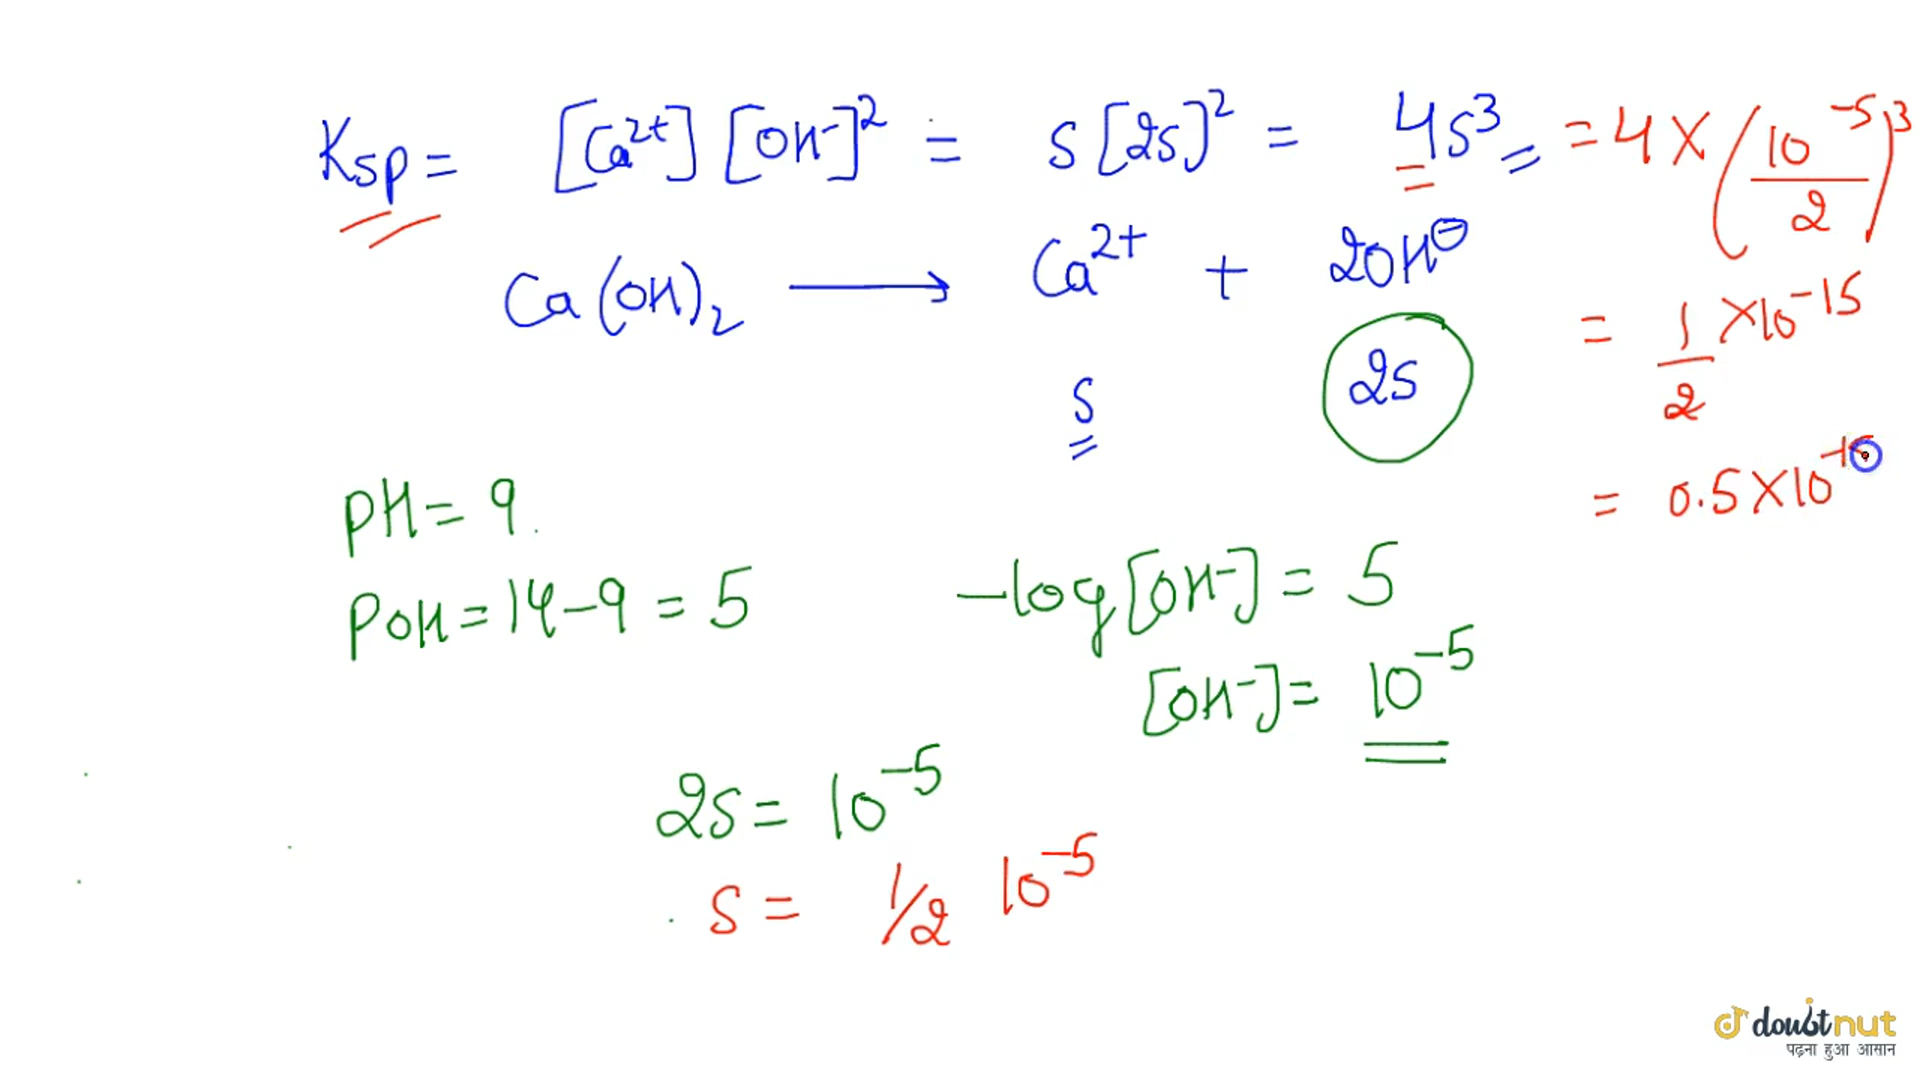 Ksp = [Ca²⁺] [OH⁻]² = s[2s]² = 4s³ = 4 × (10⁻⁵/2)³
Ca(OH)₂ ⟶ Ca²⁺ + 2OH⊖
= 1/2 × 10⁻¹⁵
s 2s
= 0.5 × 10⁻¹⁵
pH = 9
pOH = 14 - 9 = 5
-log[OH⁻] = 5
[OH⁻] = 10⁻⁵
2s = 10⁻⁵
s = 1/2 10⁻⁵
doubtnut
पढ़ना हुआ आसान